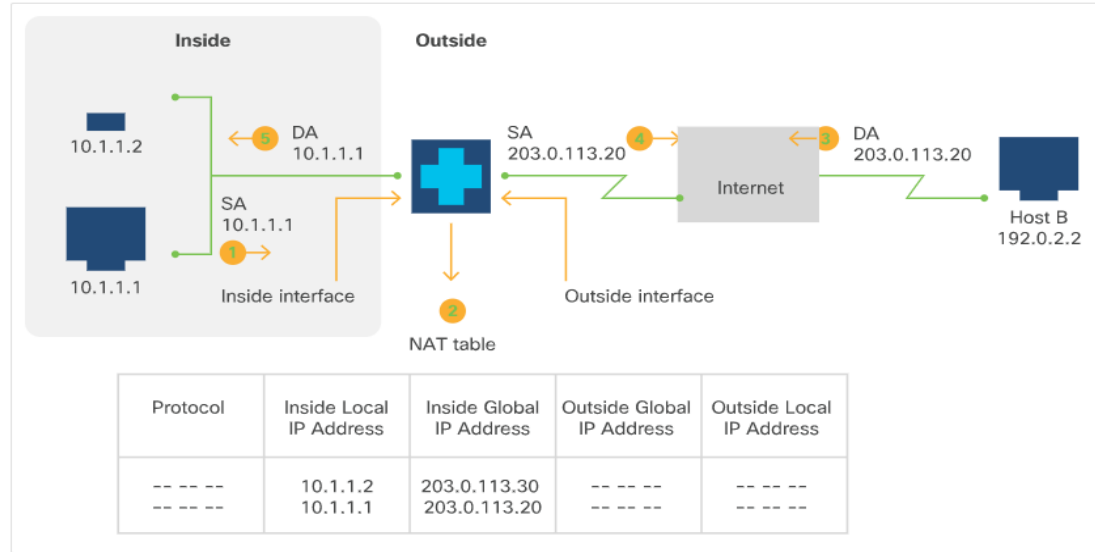 Inside
Outside
10.1.1.2
5
DA
10.1.1.1
SA
203.0.113.20
4
3
DA
203.0.113.20
Internet
Host B
192.0.2.2
SA
10.1.1.1
1
10.1.1.1
Inside interface
Outside interface
2
NAT table
Protocol
Inside Local
IP Address
Inside Global
IP Address
Outside Global
IP Address
Outside Local
IP Address
-- -- -- 10.1.1.2 203.0.113.30 -- -- -- -- -- --
-- -- -- 10.1.1.1 203.0.113.20 -- -- -- -- -- --